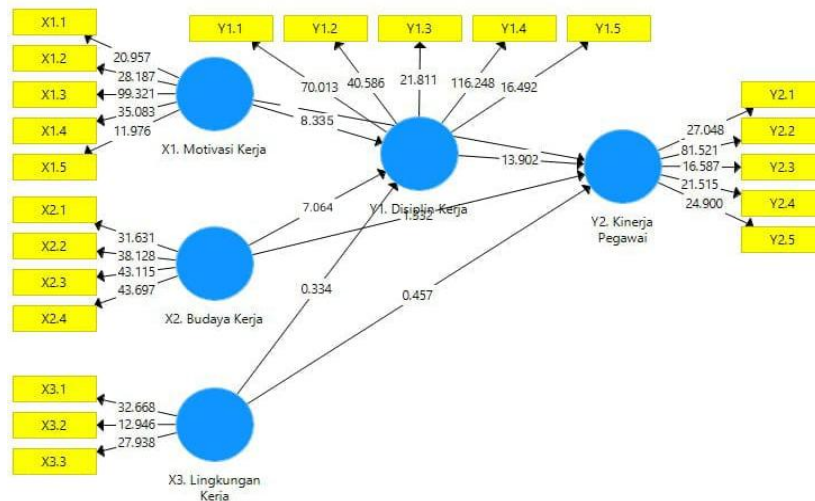 X1.1
X1.2
X1.3
X1.4
X1.5
20.957
28.187
99.321
35.083
11.976
X1. Motivasi Kerja
8.335
Y1.1
Y1.2
Y1.3
Y1.4
Y1.5
70.013
40.586
21.811
116.248
16.492
Y1. Disiplin Kerja
13.902
Y2.1
Y2.2
Y2.3
Y2.4
Y2.5
27.048
81.521
16.587
21.515
24.900
Y2. Kinerja
Pegawai
X2.1
X2.2
X2.3
X2.4
31.631
38.128
43.115
43.697
X2. Budaya Kerja
7.064
0.334
0.457
X3.1
X3.2
X3.3
32.668
12.946
27.938
X3. Lingkungan
Kerja